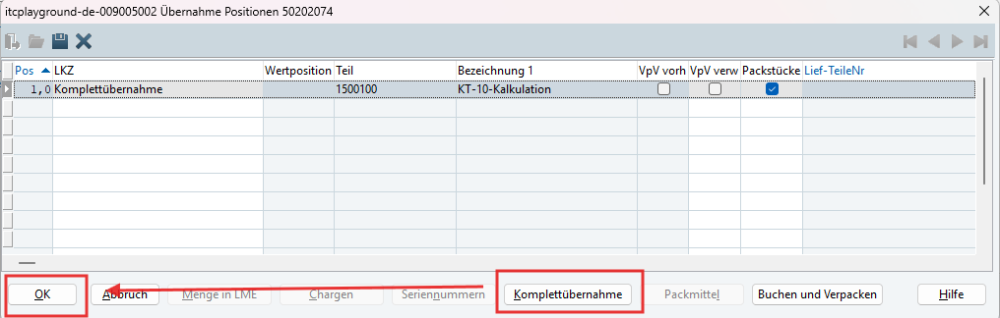 itcplayground-de-009005002 Übernahme Positionen 50202074
Pos LKZ Wertposition Teil Bezeichnung 1 VpV vorh VpV verw Packstücke Lief-TeileNr
1,0 Komplettübernahme 1500100 KT-10-Kalkulation
OK Abbruch Menge in LME Chargen Seriennummern Komplettübernahme Packmittel Buchen und Verpacken Hilfe